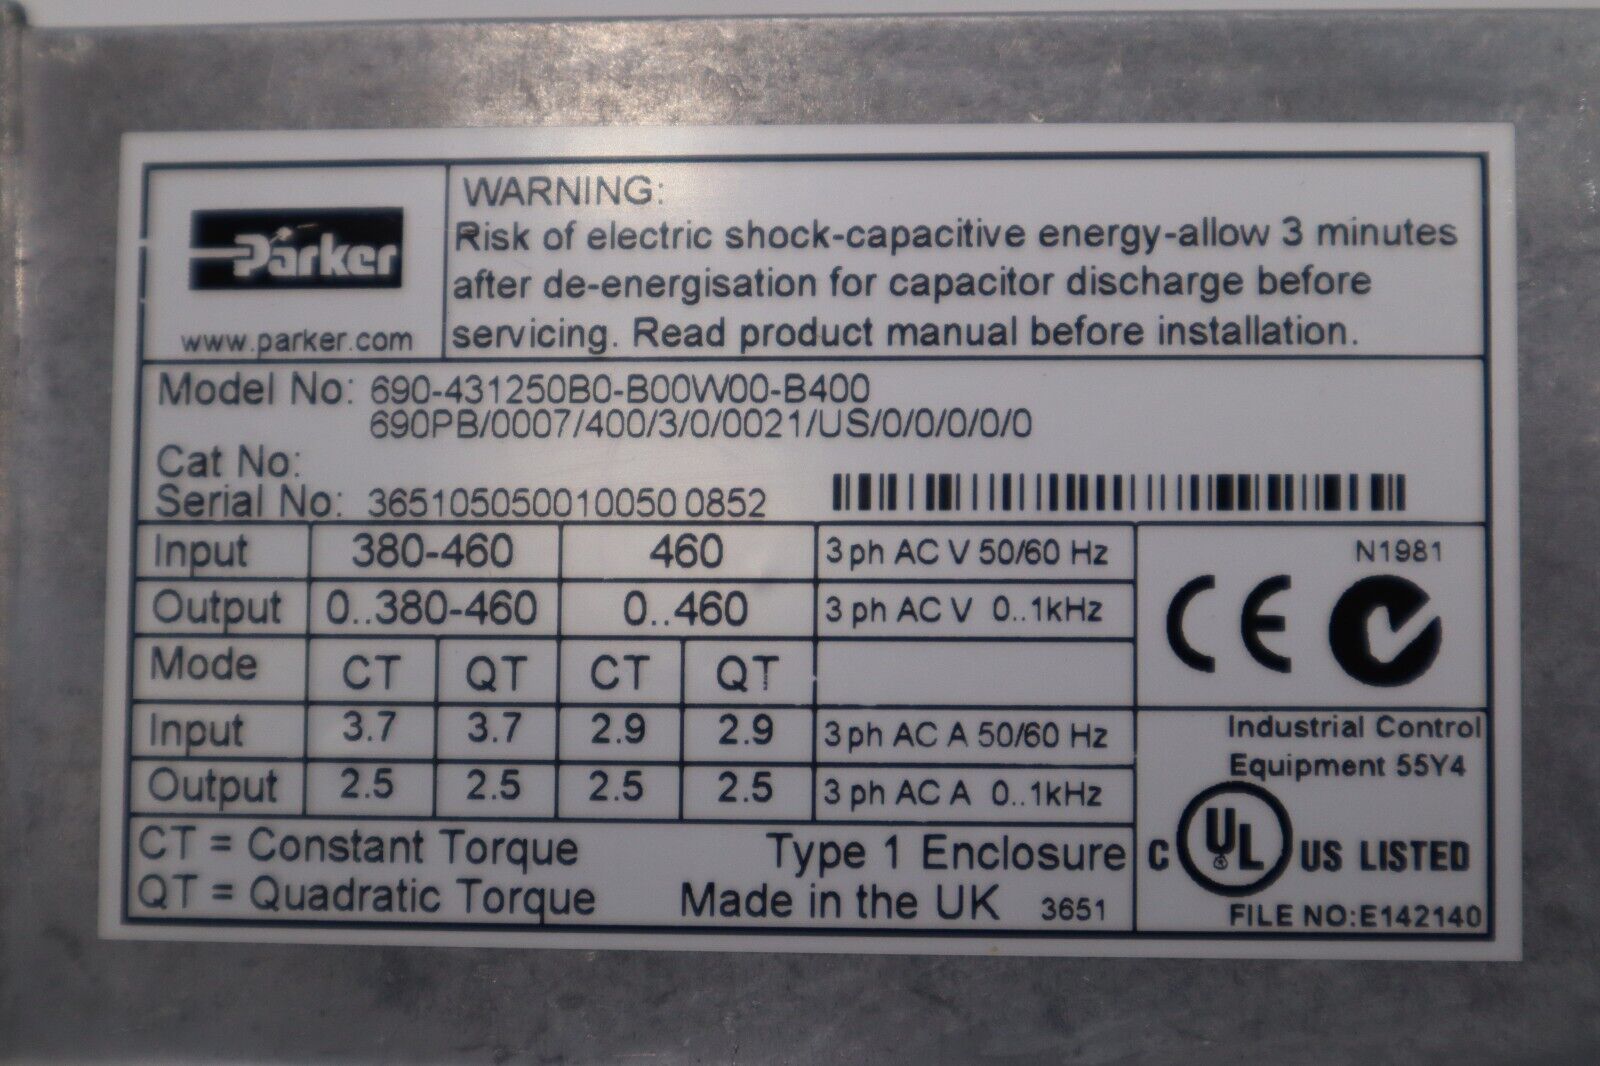 Parker
www.parker.com
WARNING:
Risk of electric shock-capacitive energy-allow 3 minutes
after de-energisation for capacitor discharge before
servicing. Read product manual before installation.
Model No: 690-431250B0-B00W00-B400
690PB/0007/400/3/0/0021/US/0/0/0/0/0
Cat No:
Serial No: 3651050500100500852
Input 380-460 460 3 ph AC V 50/60 Hz
Output 0..380-460 0..460 3 ph AC V 0..1kHz
Mode CT QT CT QT
Input 3.7 3.7 2.9 2.9 3 ph AC A 50/60 Hz
Output 2.5 2.5 2.5 2.5 3 ph AC A 0..1kHz
CT = Constant Torque Type 1 Enclosure
QT = Quadratic Torque Made in the UK 3651
N1981
CE
Industrial Control
Equipment 55Y4
C UL US LISTED
FILE NO:E142140